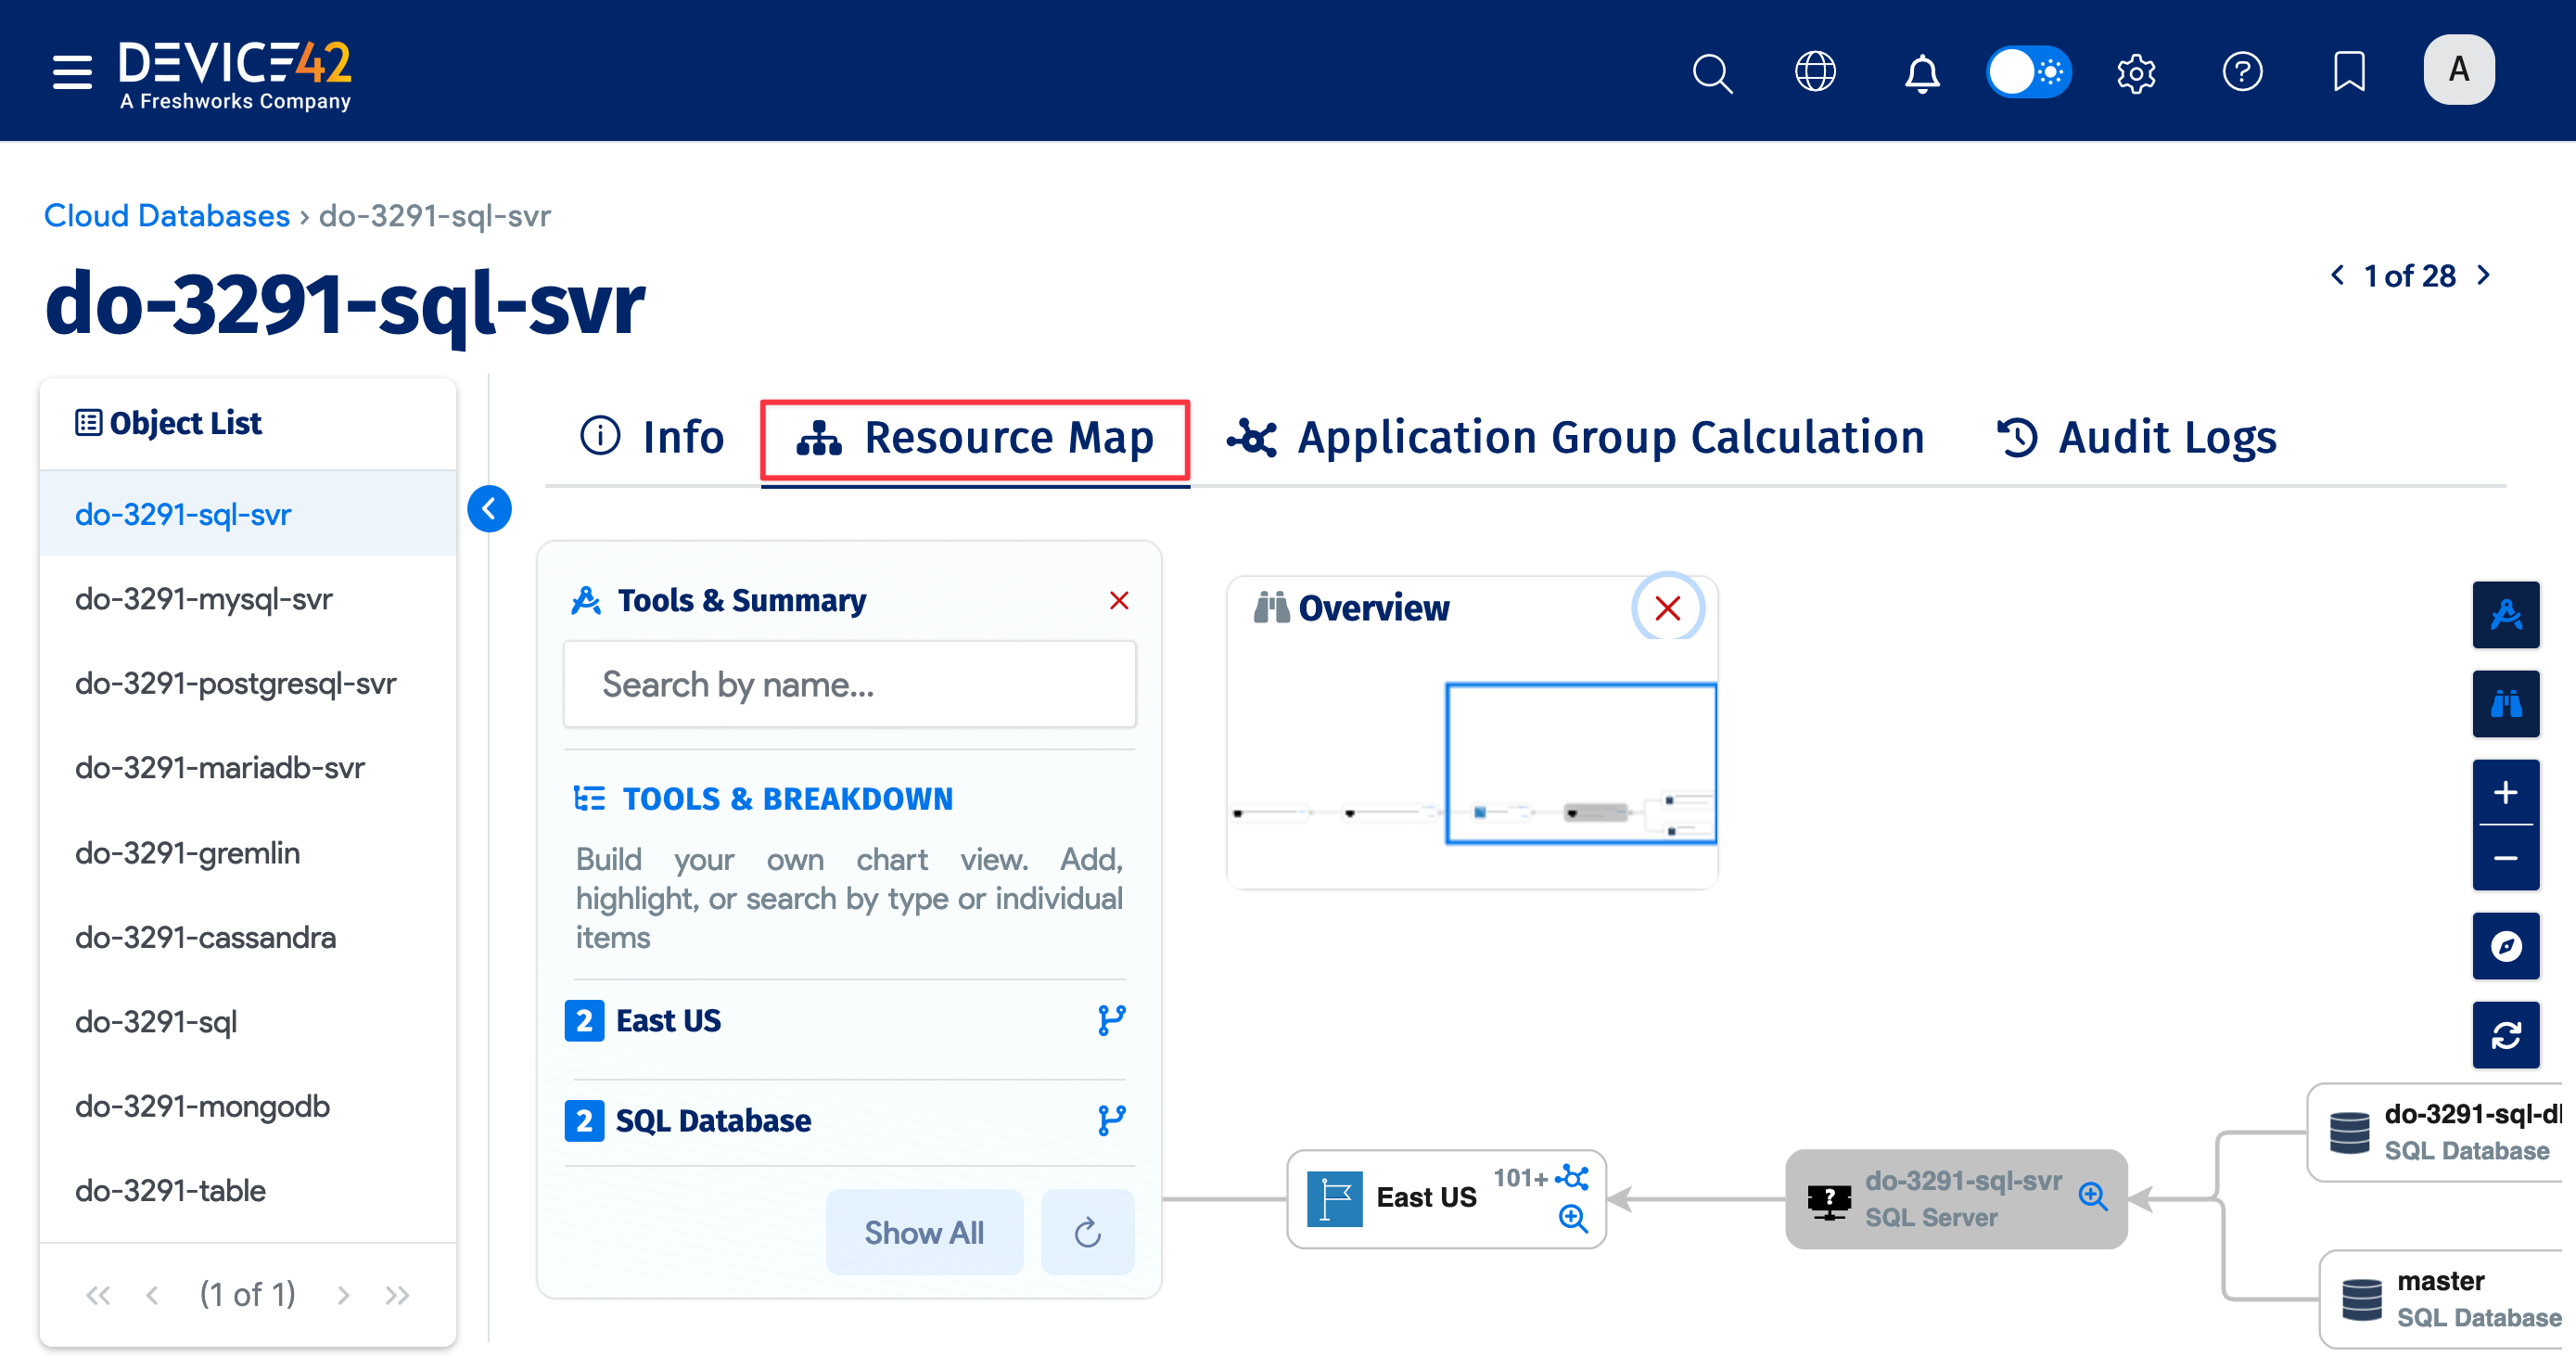 DEVICE42
A Freshworks Company
A
Cloud Databases › do-3291-sql-svr
do-3291-sql-svr
1 of 28
Object List
do-3291-sql-svr
do-3291-mysql-svr
do-3291-postgresql-svr
do-3291-mariadb-svr
do-3291-gremlin
do-3291-cassandra
do-3291-sql
do-3291-mongodb
do-3291-table
(1 of 1)
Info
Resource Map
Application Group Calculation
Audit Logs
Tools & Summary
Search by name...
TOOLS & BREAKDOWN
Build your own chart view. Add,
highlight, or search by type or individual
items
2 East US
2 SQL Database
Show All
Overview
East US
101+
do-3291-sql-svr
SQL Server
do-3291-sql-d
SQL Database
master
SQL Database